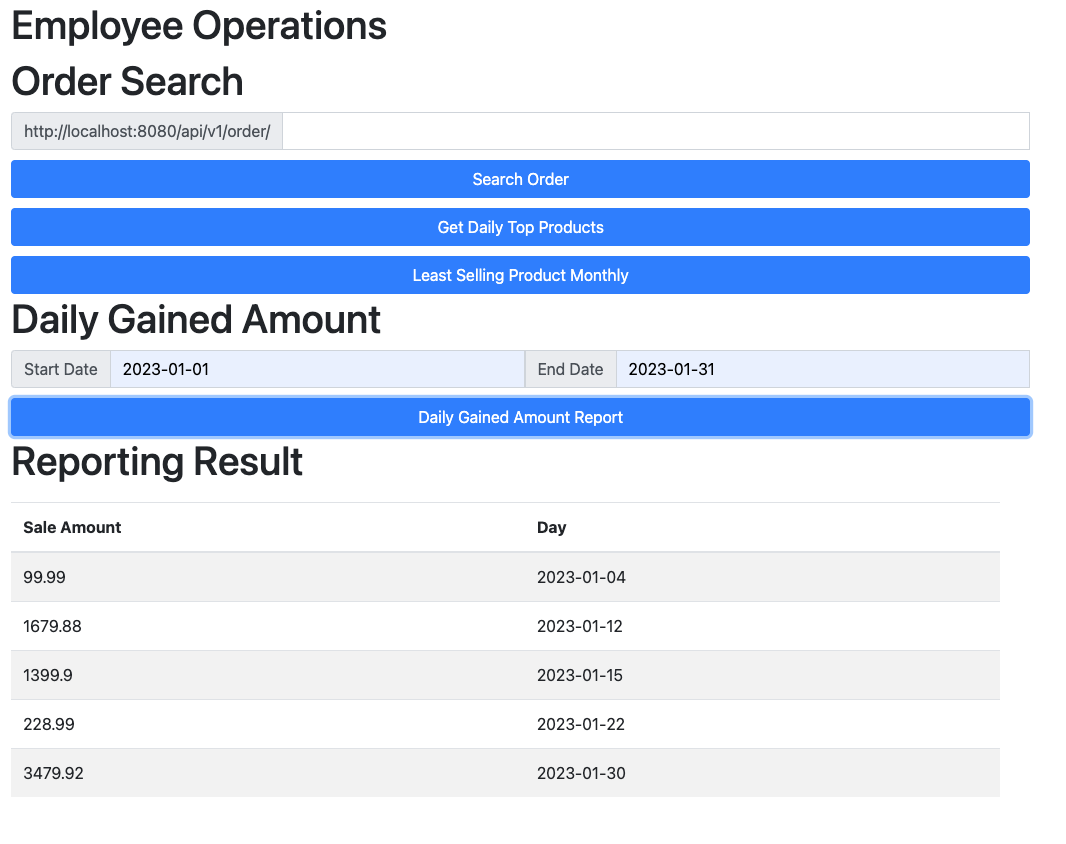 Employee Operations
Order Search
http://localhost:8080/api/v1/order/
Search Order
Get Daily Top Products
Least Selling Product Monthly
Daily Gained Amount
Start Date 2023-01-01 End Date 2023-01-31
Daily Gained Amount Report
Reporting Result
Sale Amount Day
99.99 2023-01-04
1679.88 2023-01-12
1399.9 2023-01-15
228.99 2023-01-22
3479.92 2023-01-30